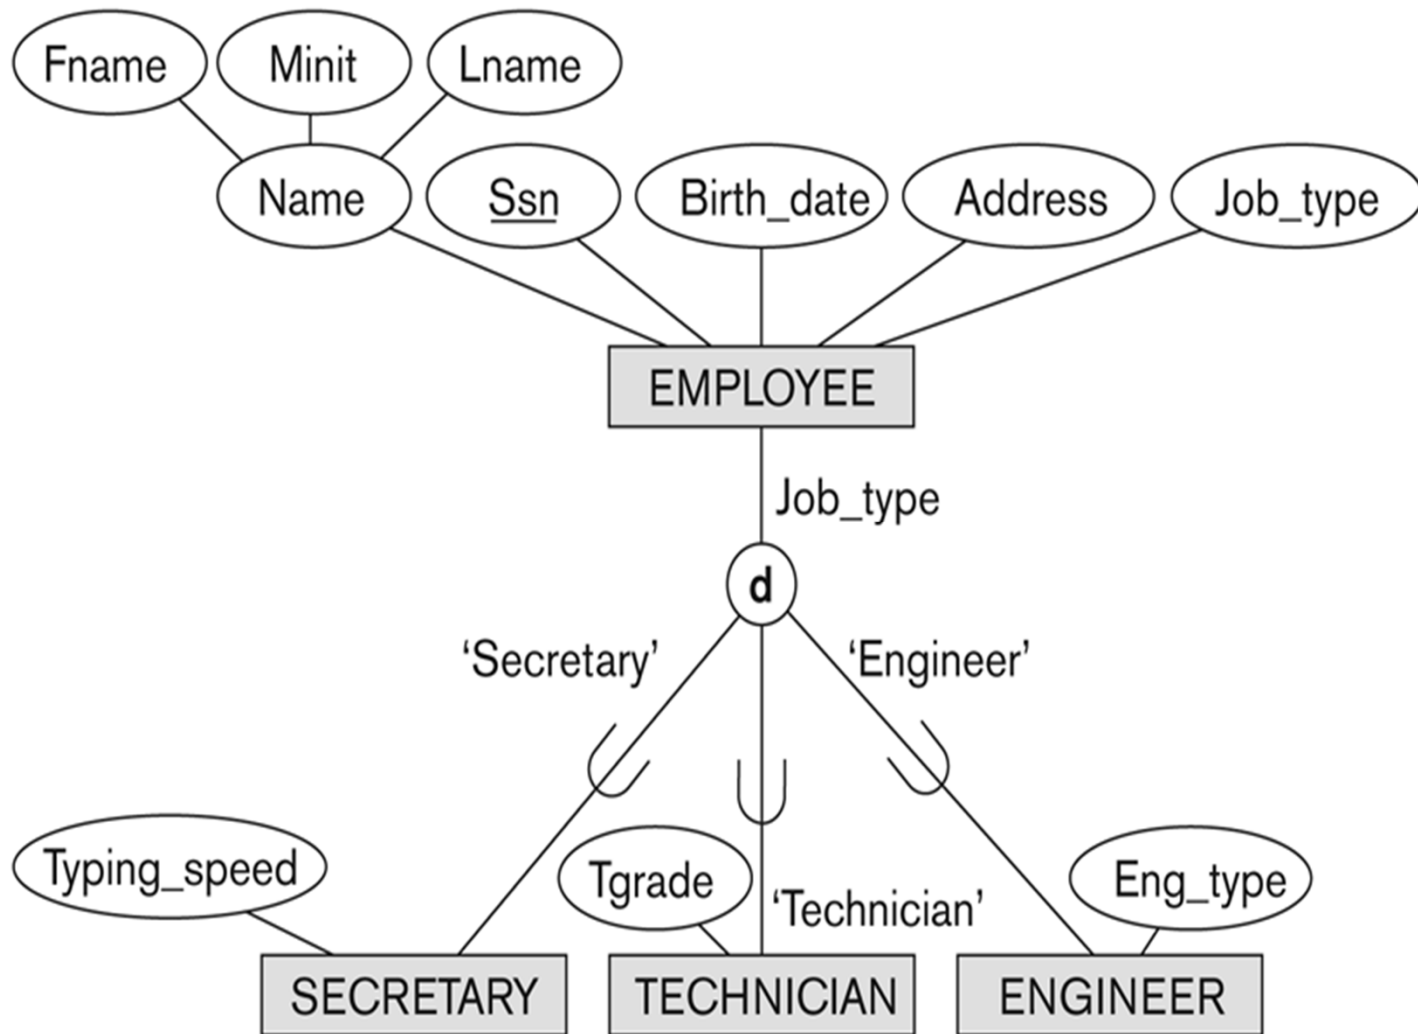 Fname Minit Lname
Name Ssn Birth_date Address Job_type
EMPLOYEE
Job_type
d
‘Secretary’ ‘Engineer’
Typing_speed Tgrade Eng_type
‘Technician’
SECRETARY TECHNICIAN ENGINEER